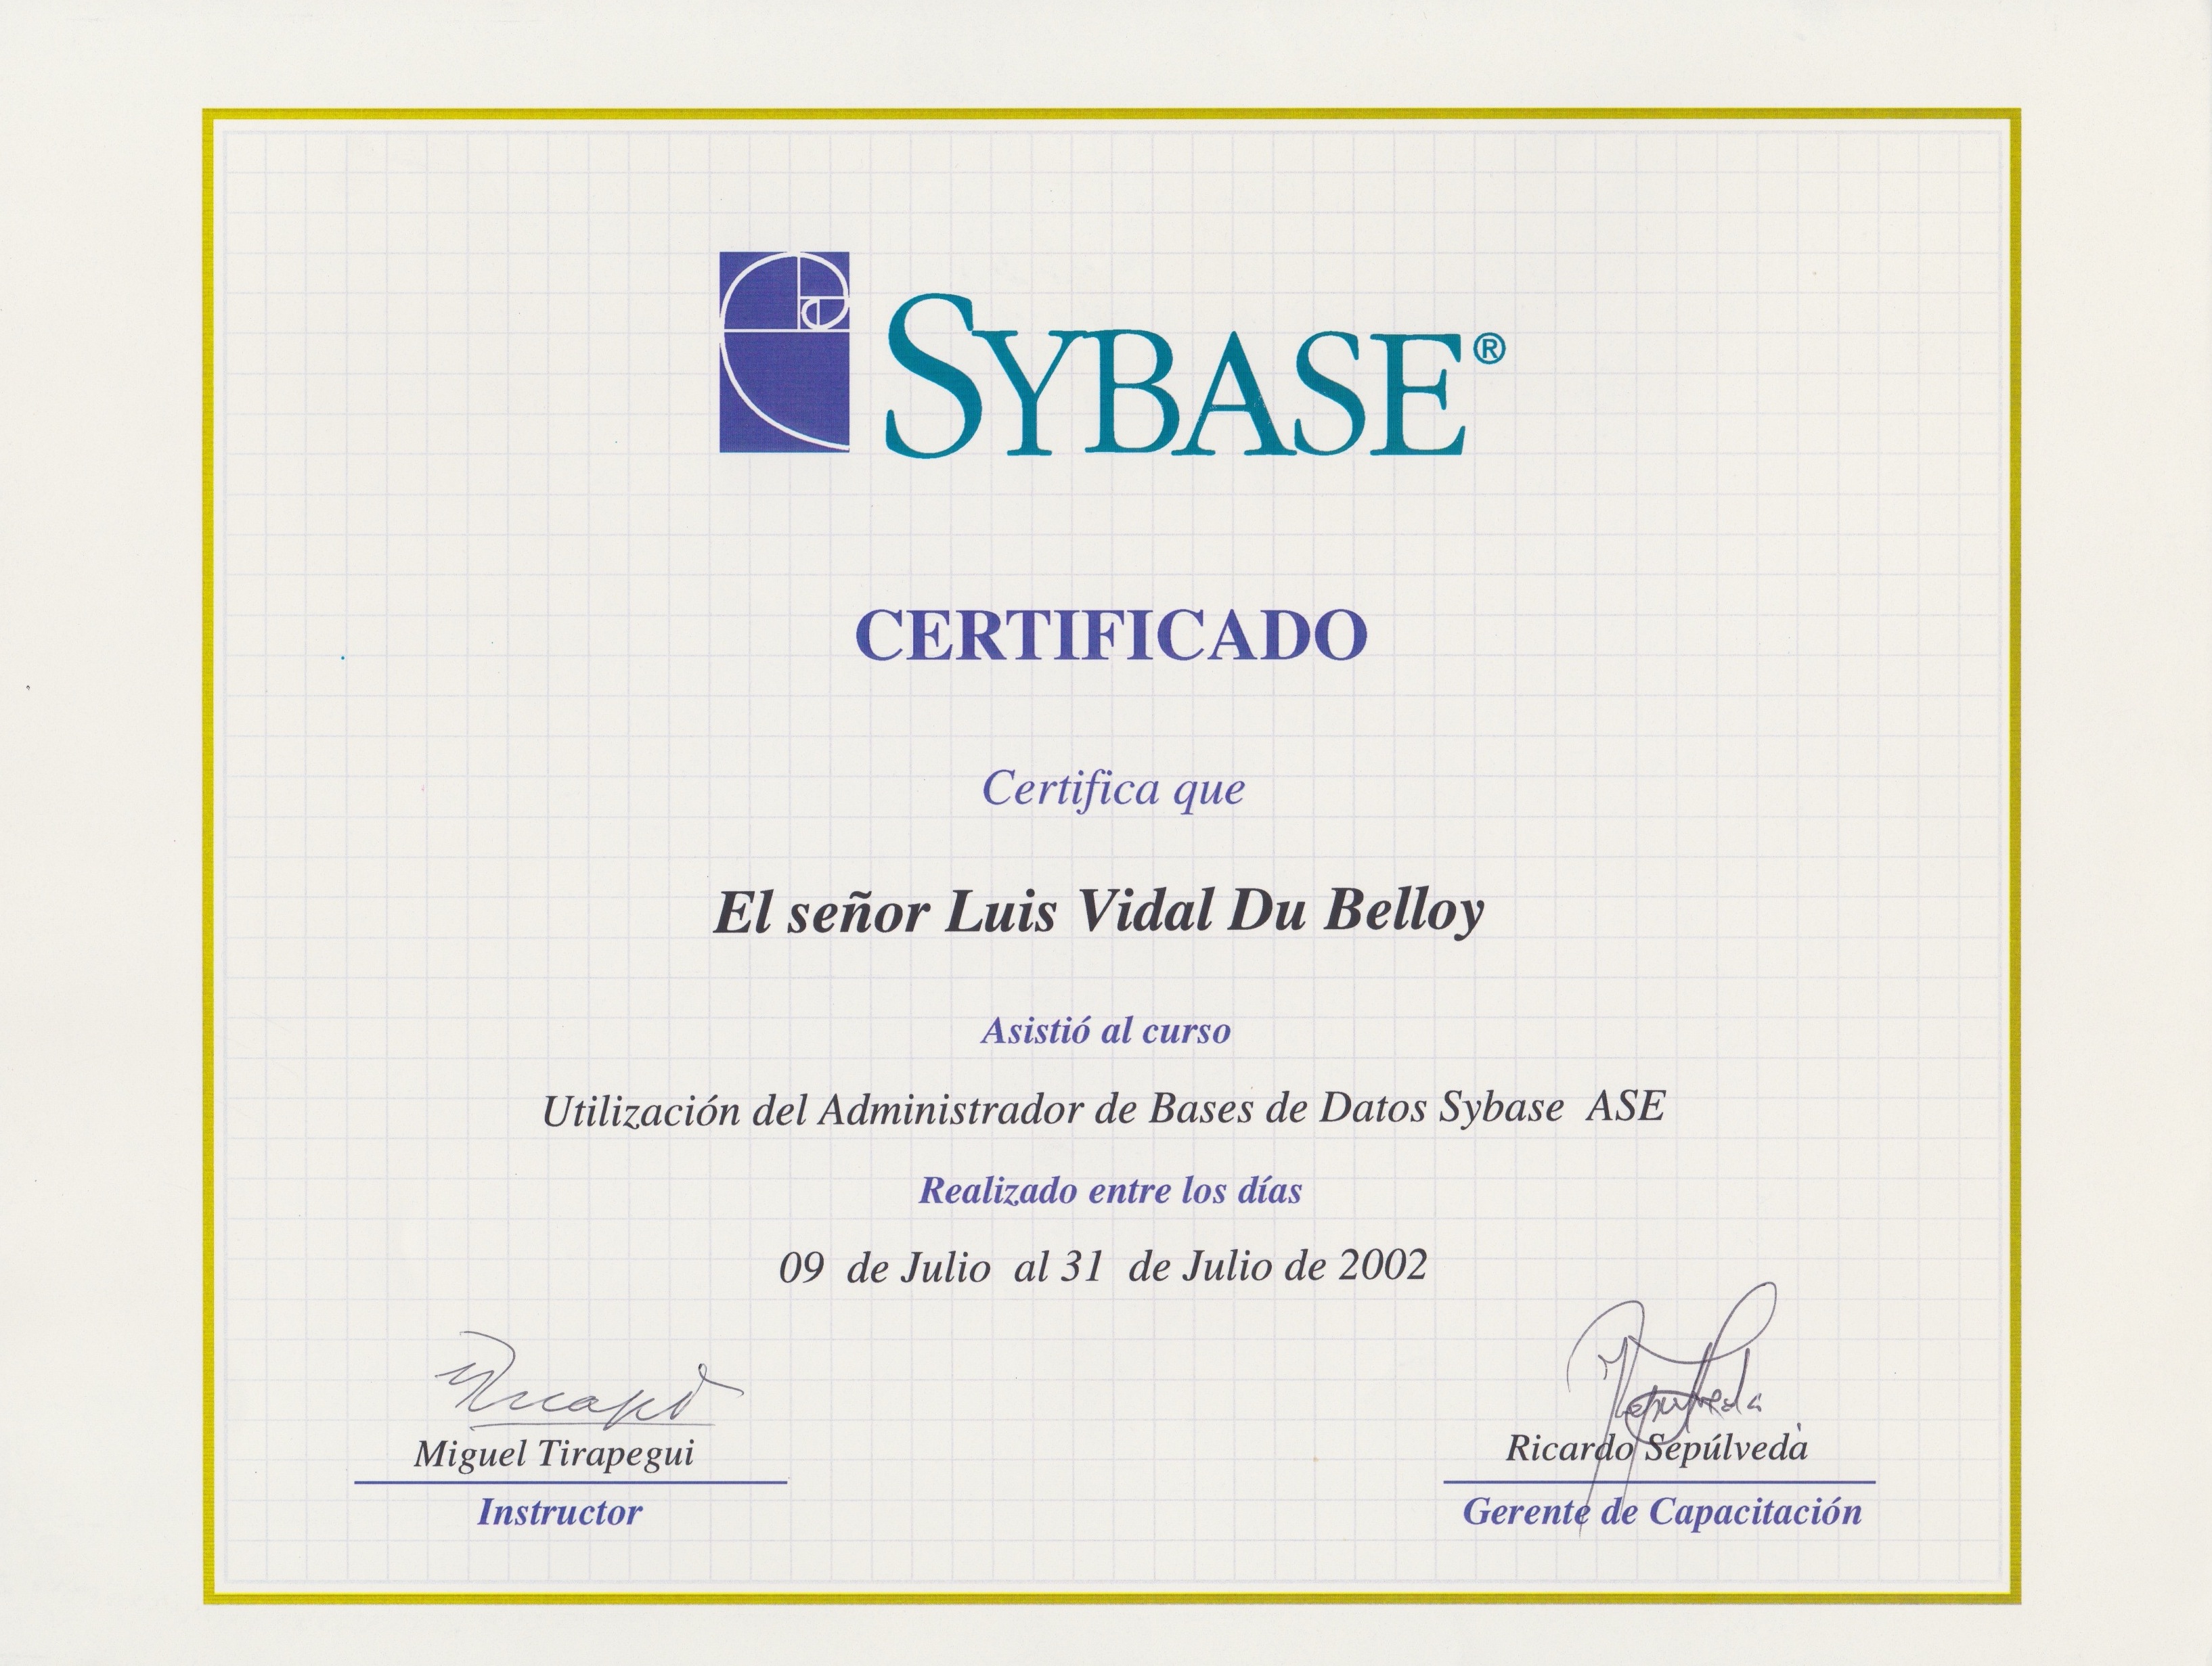 SYBASE®
CERTIFICADO
Certifica que
El señor Luis Vidal Du Belloy
Asistió al curso
Utilización del Administrador de Bases de Datos Sybase ASE
Realizado entre los días
09 de Julio al 31 de Julio de 2002
Miguel Tirapegui
Instructor
Ricardo Sepúlveda
Gerente de Capacitación